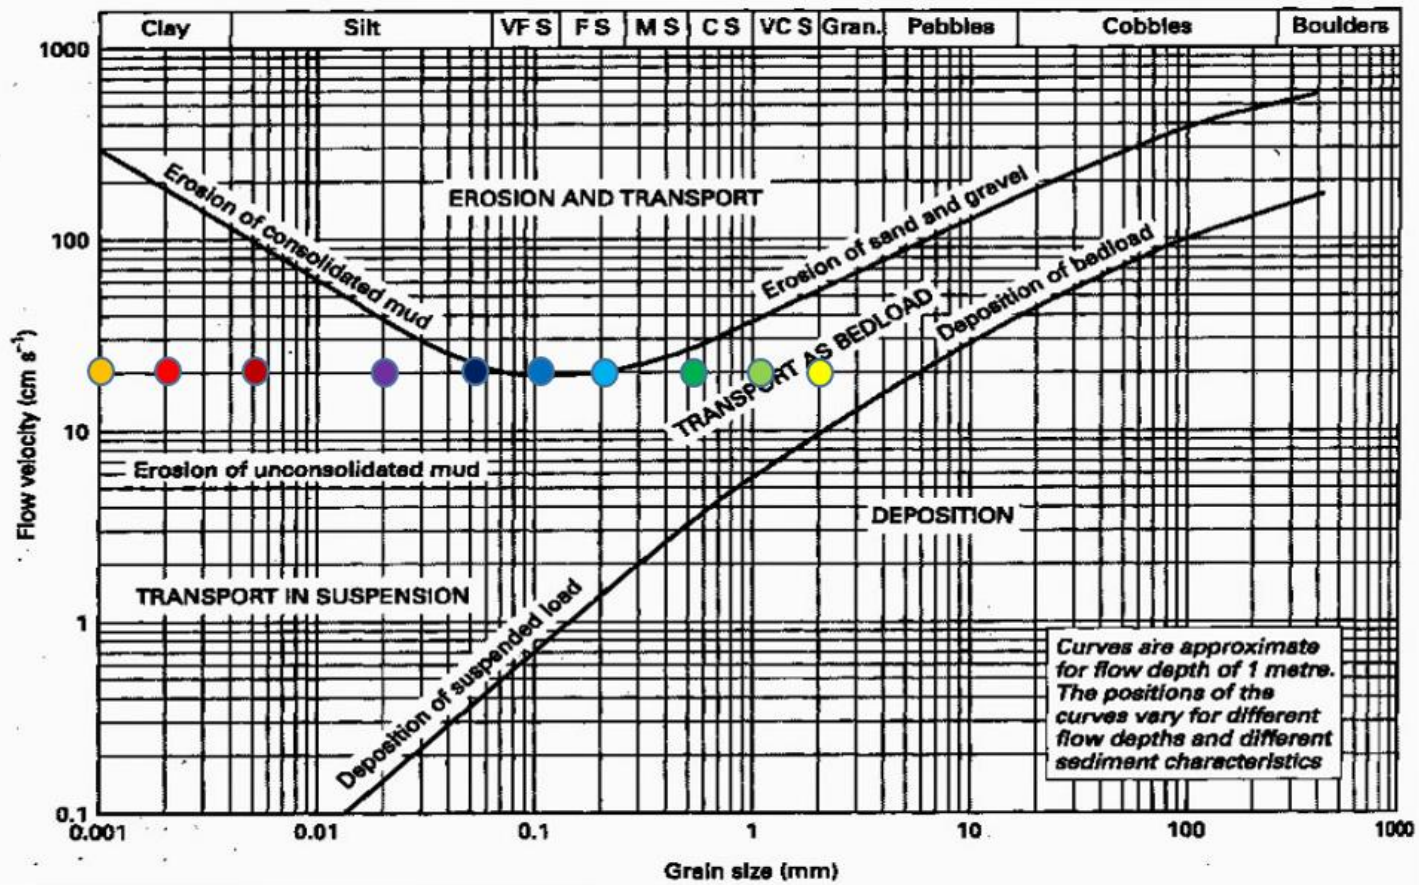 Clay Silt VF S F S M S C S VC S Gran. Pebbles Cobbles Boulders
1000
100
10
1
0.1
Flow velocity (cm s⁻¹)
Erosion of consolidated mud
EROSION AND TRANSPORT
Erosion of sand and gravel
TRANSPORT AS BEDLOAD
Deposition of bedload
Erosion of unconsolidated mud
DEPOSITION
TRANSPORT IN SUSPENSION
Deposition of suspended load
Curves are approximate
for flow depth of 1 metre.
The positions of the
curves vary for different
flow depths and different
sediment characteristics
0.001 0.01 0.1 1 10 100 1000
Grain size (mm)